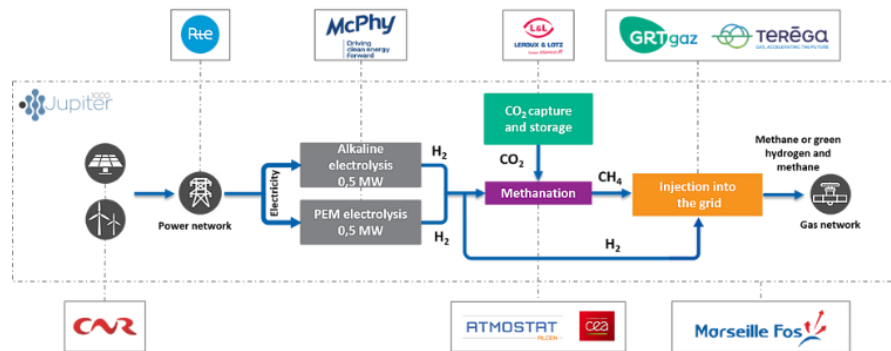 Rte
McPhy
Driving
clean energy
Forward
L&L
LEROUX & LOTZ
GRTgaz
TERĒGA
GAS, ACCELERATING THE FUTURE
Jupiter 1000
CO₂ capture
and storage
Alkaline
electrolysis
0,5 MW
H₂
CO₂
Methane or green
hydrogen and
methane
Electricity
Methanation
CH₄
Injection into
the grid
PEM electrolysis
0,5 MW
Power network
H₂
H₂
Gas network
CNR
ATMOSTAT
ALCEN
cea
Marseille Fos